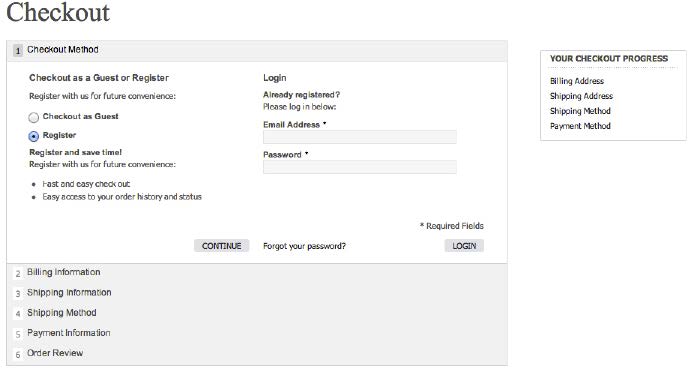 Checkout
1 Checkout Method
Checkout as a Guest or Register
Register with us for future convenience:
Checkout as Guest
Register
Register and save time!
Register with us for future convenience:
• Fast and easy check out
• Easy access to your order history and status
CONTINUE
Login
Already registered?
Please log in below:
Email Address *
Password *
* Required Fields
Forgot your password?
LOGIN
2 Billing Information
3 Shipping Information
4 Shipping Method
5 Payment Information
6 Order Review
YOUR CHECKOUT PROGRESS
Billing Address
Shipping Address
Shipping Method
Payment Method